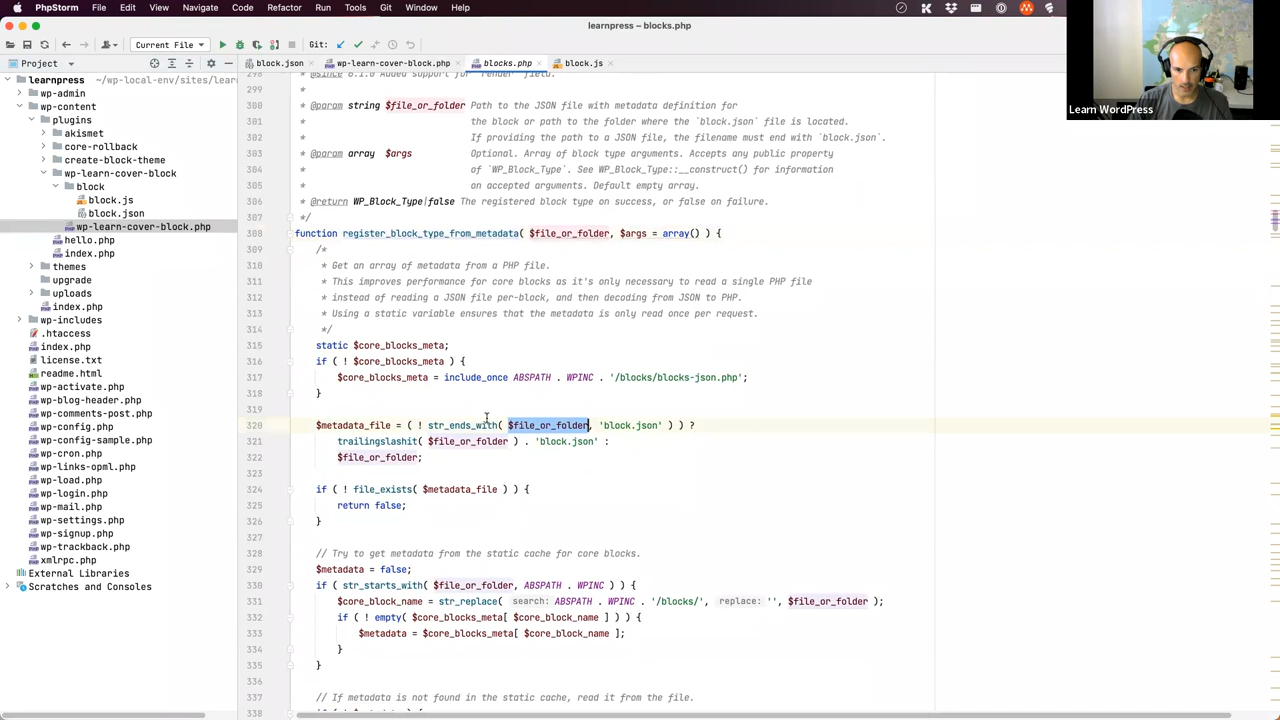 PhpStorm File Edit View Navigate Code Refactor Run Tools Git Window Help
learnpress – blocks.php
Current File Git:
Project
block.json wp-learn-cover-block.php blocks.php block.js
learnpress ~/wp-local-env/sites/lear
wp-admin
wp-content
plugins
akismet
core-rollback
create-block-theme
wp-learn-cover-block
block
block.js
block.json
wp-learn-cover-block.php
hello.php
index.php
themes
upgrade
uploads
index.php
wp-includes
.htaccess
index.php
license.txt
readme.html
wp-activate.php
wp-blog-header.php
wp-comments-post.php
wp-config.php
wp-config-sample.php
wp-cron.php
wp-links-opml.php
wp-load.php
wp-login.php
wp-mail.php
wp-settings.php
wp-signup.php
wp-trackback.php
xmlrpc.php
External Libraries
Scratches and Consoles
298 * @since 6.1.0 Added support for `render` field.
299 *
300 * @param string $file_or_folder Path to the JSON file with metadata definition for
301 * the block or path to the folder where the `block.json` file is located.
302 * If providing the path to a JSON file, the filename must end with `block.json`.
303 * @param array $args Optional. Array of block type arguments. Accepts any public property
304 * of `WP_Block_Type`. See WP_Block_Type::__construct() for information
305 * on accepted arguments. Default empty array.
306 * @return WP_Block_Type|false The registered block type on success, or false on failure.
307 */
308 function register_block_type_from_metadata( $file_or_folder, $args = array() ) {
309 /*
310 * Get an array of metadata from a PHP file.
311 * This improves performance for core blocks as it's only necessary to read a single PHP file
312 * instead of reading a JSON file per-block, and then decoding from JSON to PHP.
313 * Using a static variable ensures that the metadata is only read once per request.
314 */
315 static $core_blocks_meta;
316 if ( ! $core_blocks_meta ) {
317 $core_blocks_meta = include_once ABSPATH . WPINC . '/blocks/blocks-json.php';
318 }
319
320 $metadata_file = ( ! str_ends_with( $file_or_folder, 'block.json' ) ) ?
321 trailingslashit( $file_or_folder ) . 'block.json' :
322 $file_or_folder;
323
324 if ( ! file_exists( $metadata_file ) ) {
325 return false;
326 }
327
328 // Try to get metadata from the static cache for core blocks.
329 $metadata = false;
330 if ( str_starts_with( $file_or_folder, ABSPATH . WPINC ) ) {
331 $core_block_name = str_replace( search: ABSPATH . WPINC . '/blocks/', replace: '', $file_or_folder );
332 if ( ! empty( $core_blocks_meta[ $core_block_name ] ) ) {
333 $metadata = $core_blocks_meta[ $core_block_name ];
334 }
335 }
336
337 // If metadata is not found in the static cache, read it from the file.
338
Learn WordPress